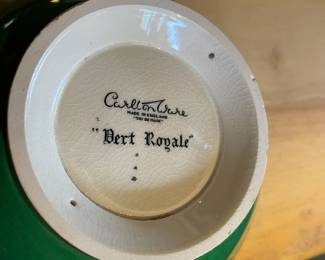 Carlton Ware
MADE IN ENGLAND
"TRADE MARK"
"Vert Royale"